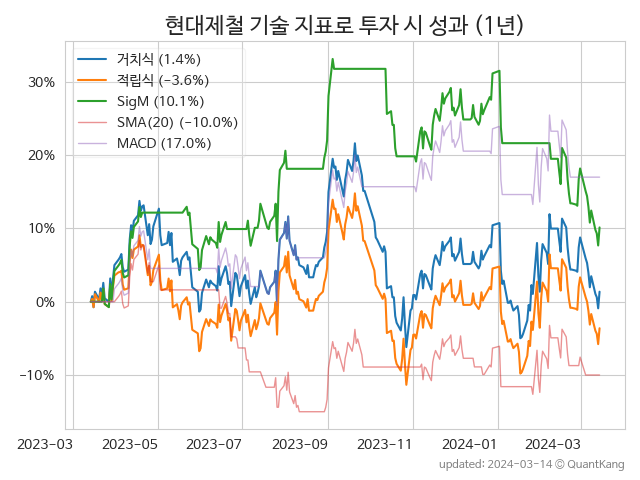 현대제철 기술 지표로 투자 시 성과 (1년)
거치식 (1.4%)
적립식 (−3.6%)
SigM (10.1%)
SMA(20) (−10.0%)
MACD (17.0%)
30%
20%
10%
0%
−10%
2023-03 2023-05 2023-07 2023-09 2023-11 2024-01 2024-03
updated: 2024-03-14 © QuantKang